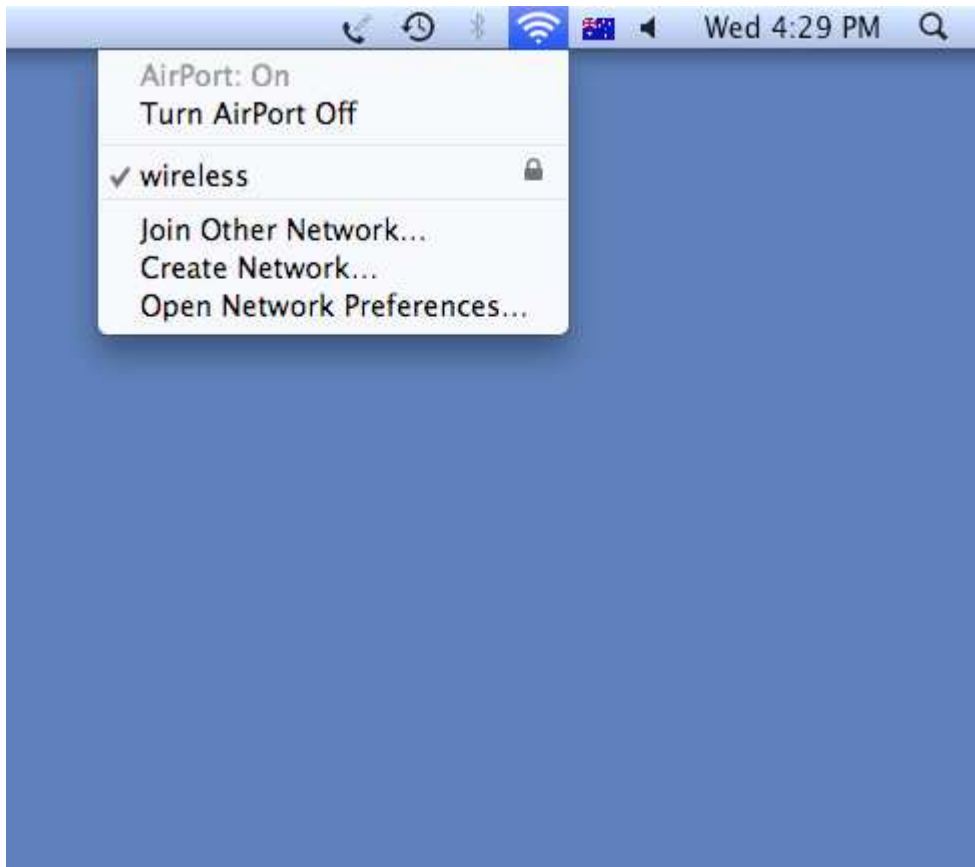 Wed 4:29 PM
AirPort: On
Turn AirPort Off
wireless
Join Other Network...
Create Network...
Open Network Preferences...